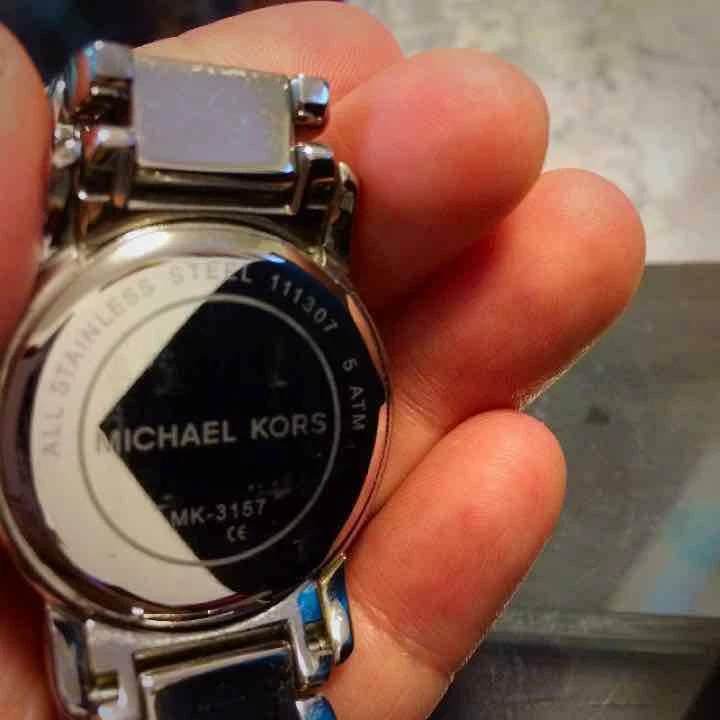 ALL STAINLESS STEEL 111307 5 ATM
MICHAEL KORS
MK-3157
CE